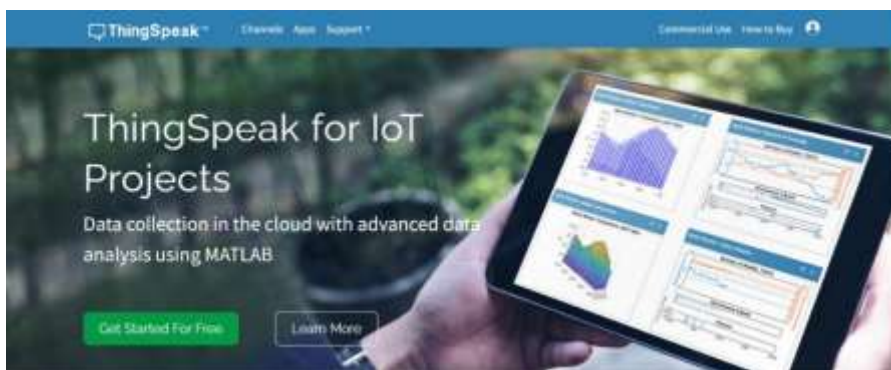 ThingSpeak™
Channels Apps Support
Commercial Use How to Buy
ThingSpeak for IoT
Projects
Data collection in the cloud with advanced data
analysis using MATLAB
Get Started For Free
Learn More